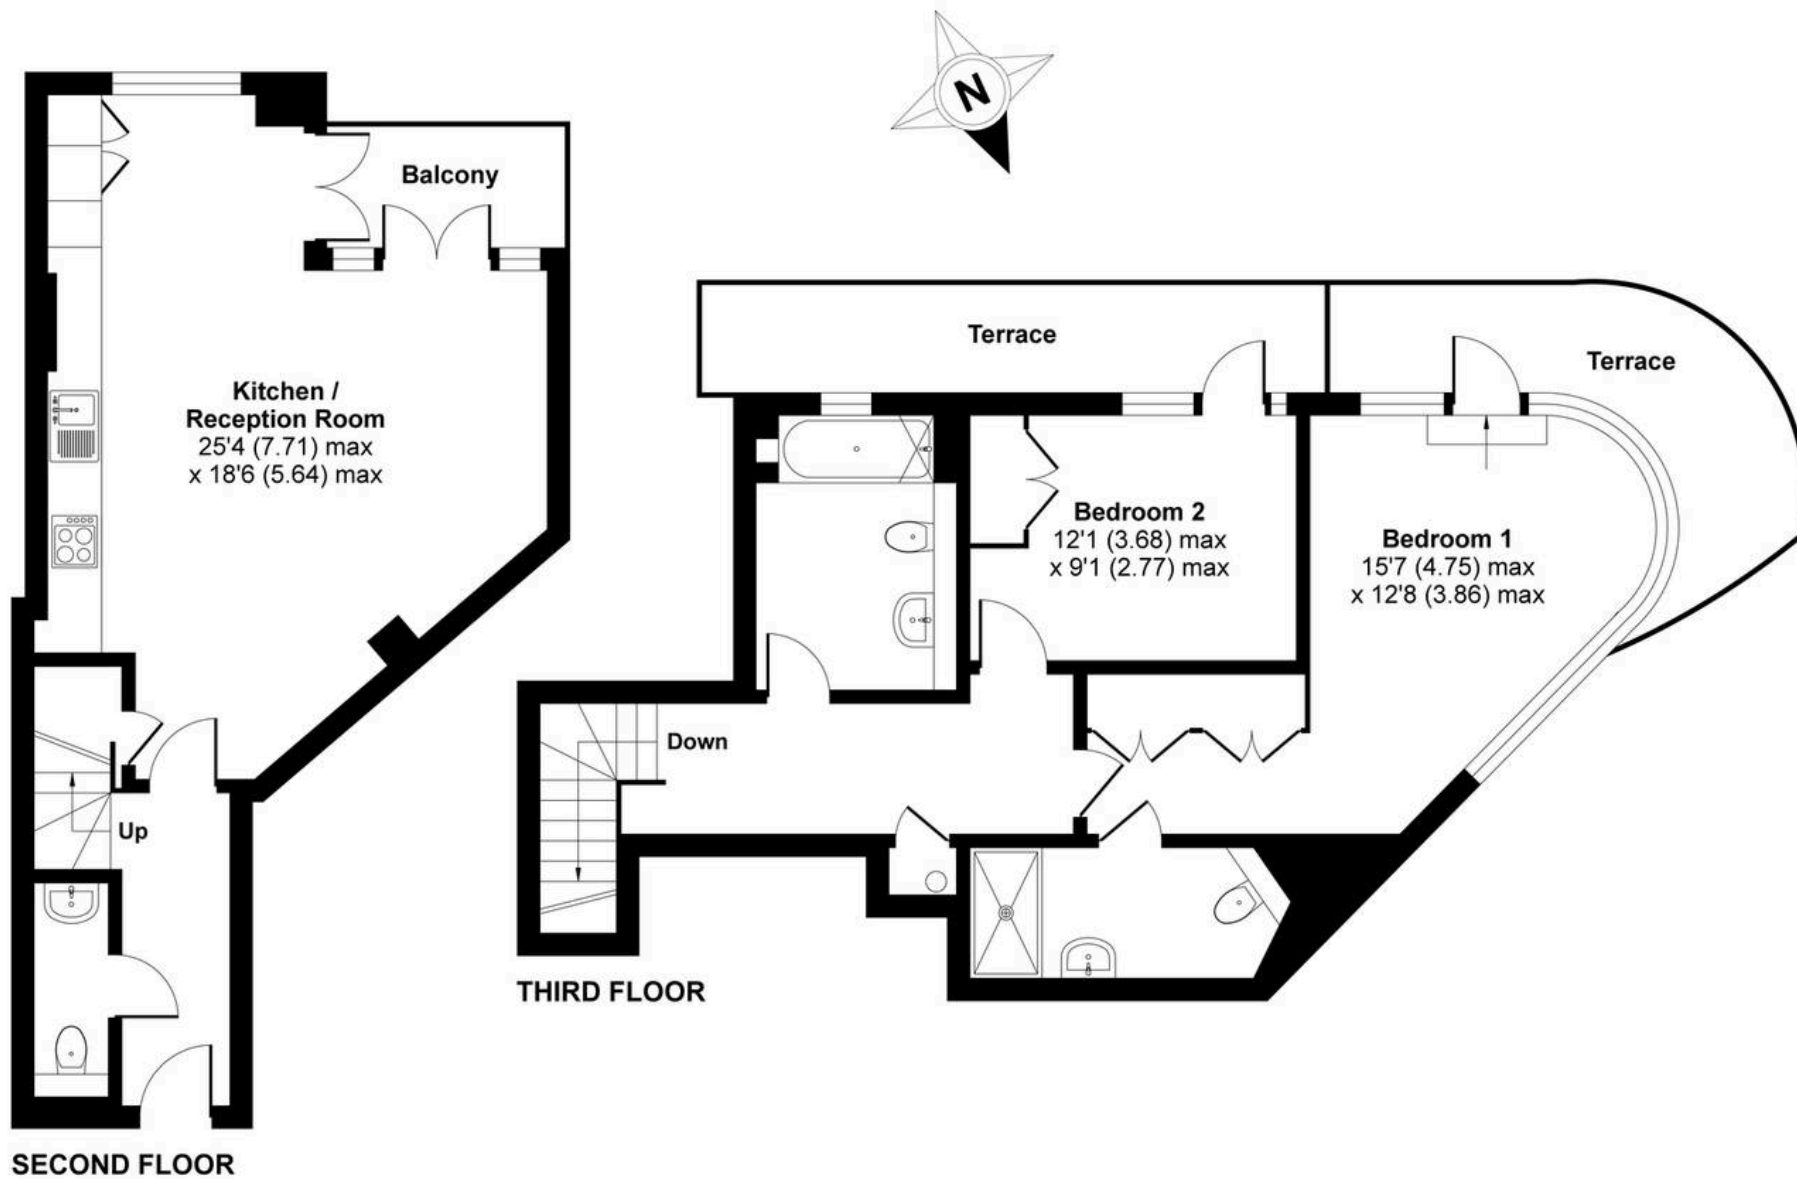 N
Balcony
Kitchen /
Reception Room
25'4 (7.71) max
x 18'6 (5.64) max
Up
SECOND FLOOR
Terrace
Terrace
Bedroom 2
12'1 (3.68) max
x 9'1 (2.77) max
Bedroom 1
15'7 (4.75) max
x 12'8 (3.86) max
Down
THIRD FLOOR